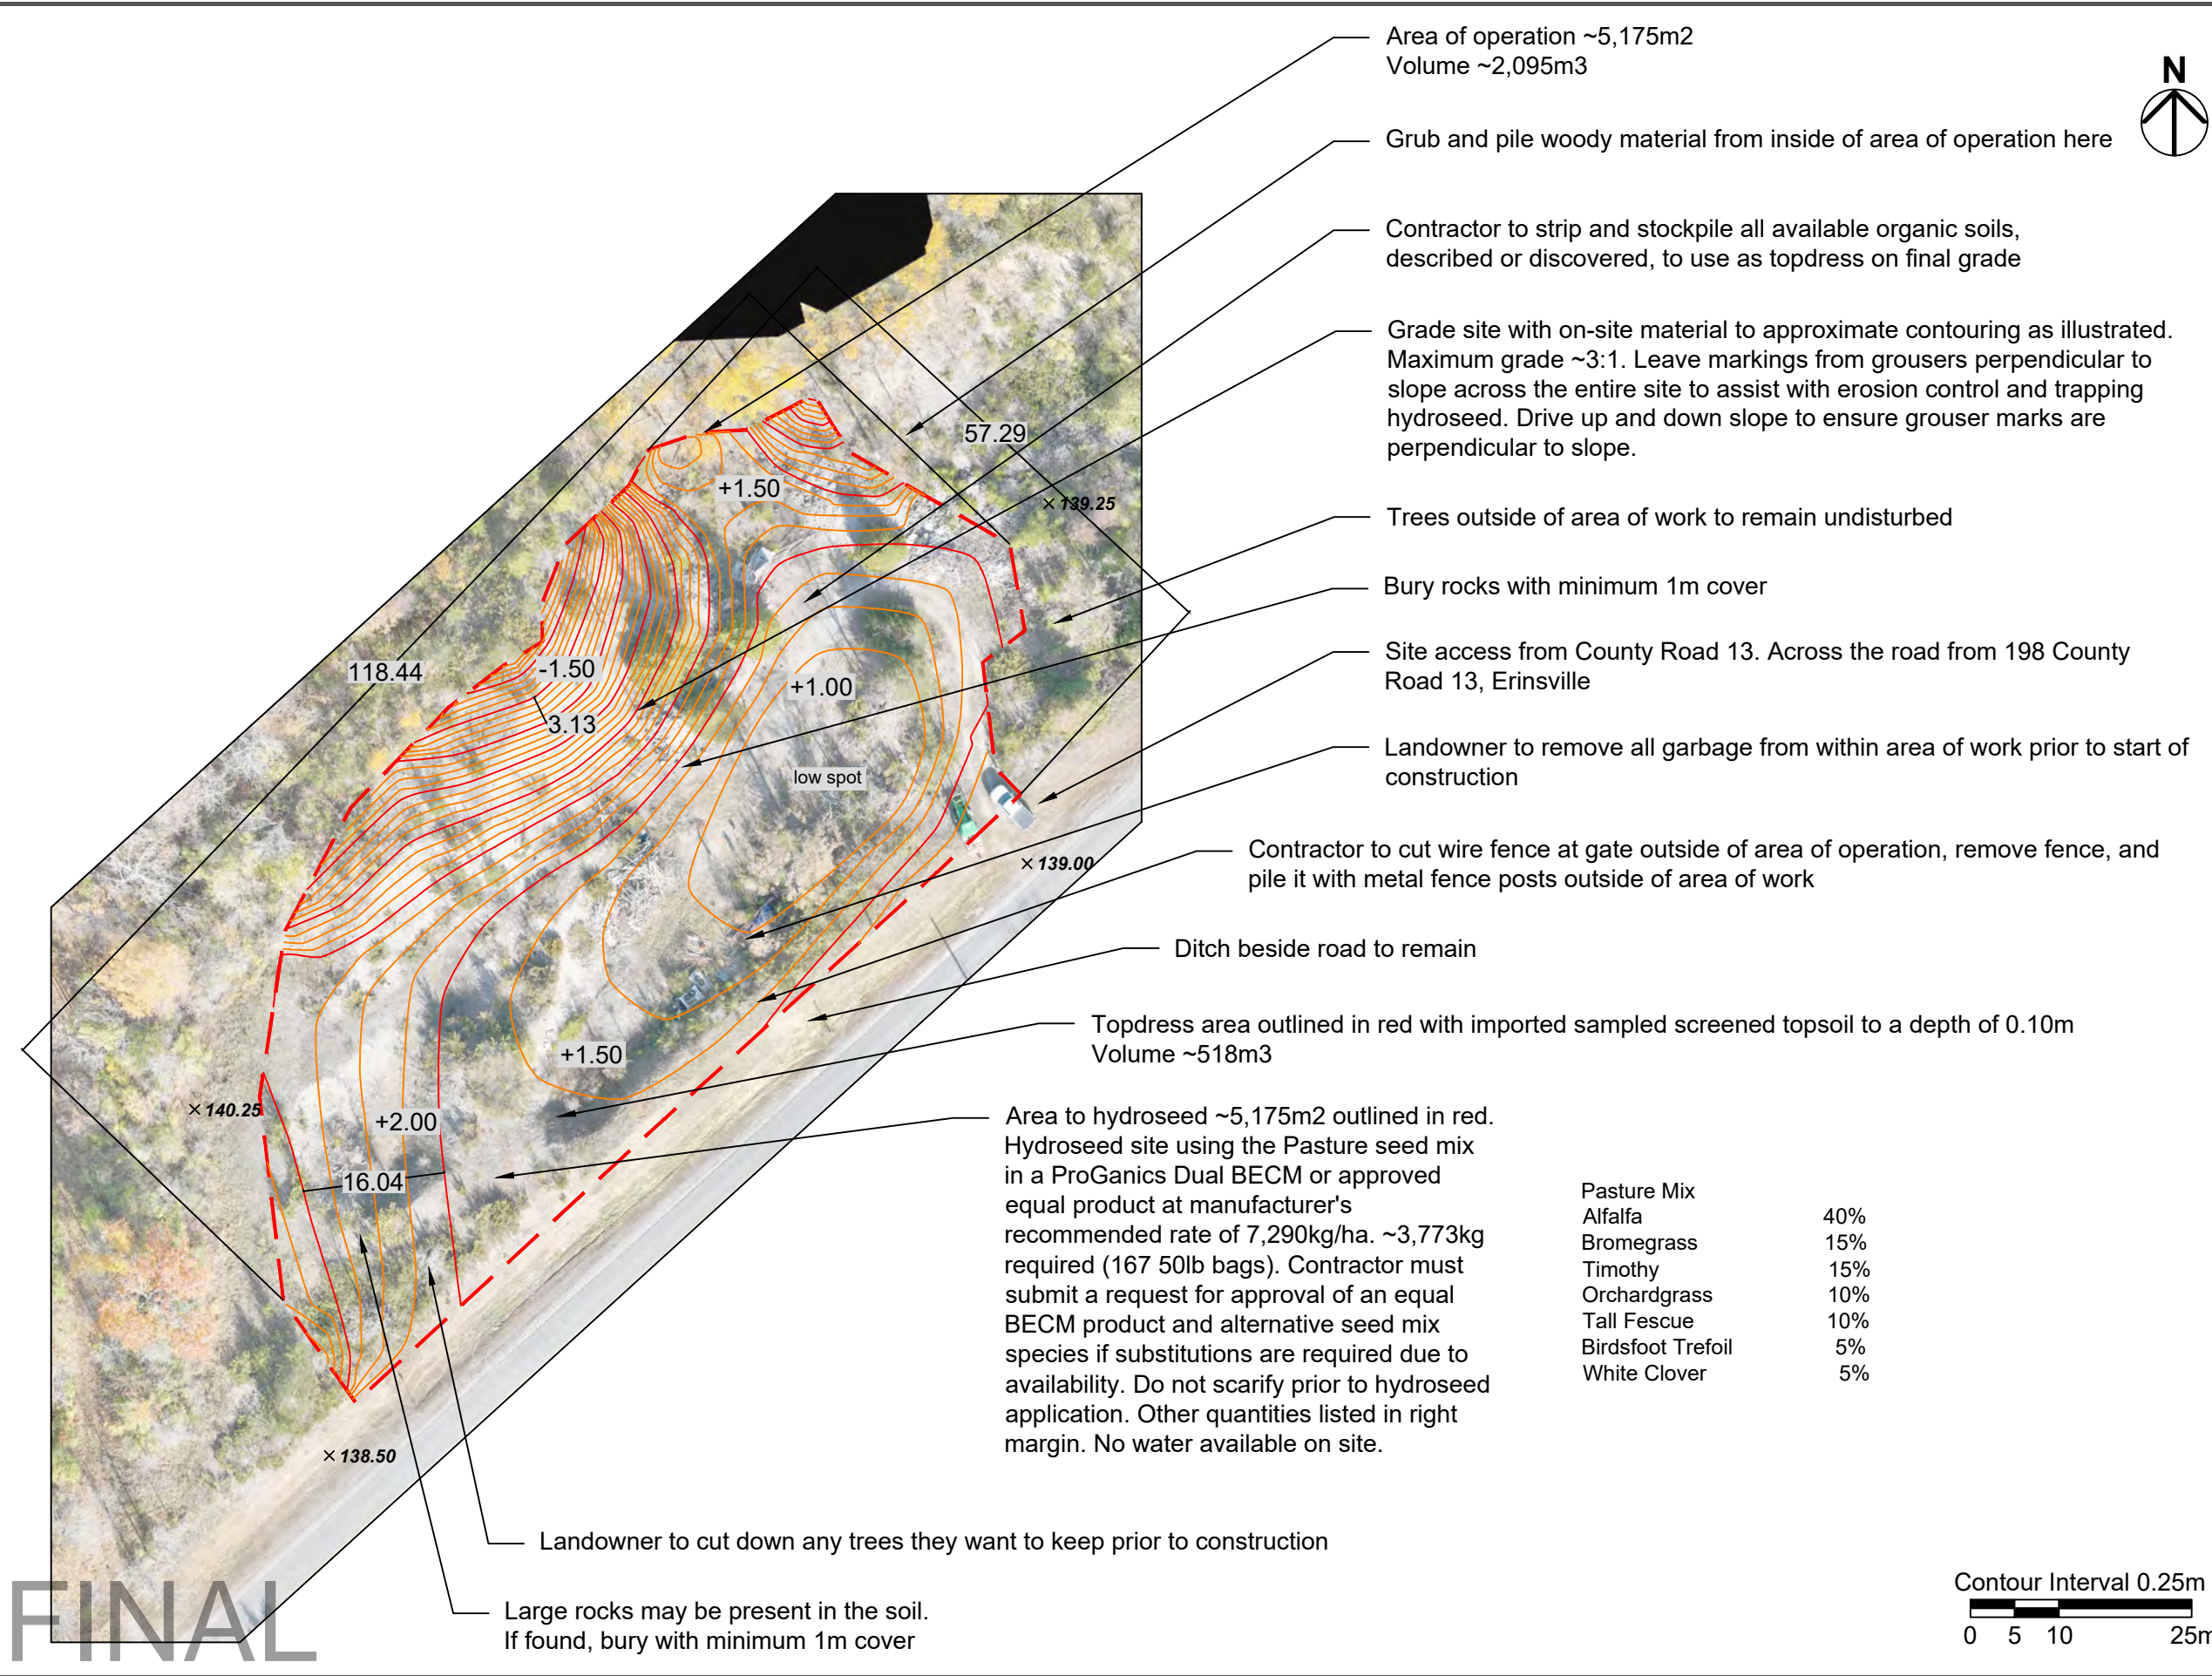 Area of operation ~5,175m2
Volume ~2,095m3
N
Grub and pile woody material from inside of area of operation here
Contractor to strip and stockpile all available organic soils,
described or discovered, to use as topdress on final grade
Grade site with on-site material to approximate contouring as illustrated.
Maximum grade ~3:1. Leave markings from grousers perpendicular to
slope across the entire site to assist with erosion control and trapping
hydroseed. Drive up and down slope to ensure grouser marks are
perpendicular to slope.
57.29
+1.50
139.25
Trees outside of area of work to remain undisturbed
Bury rocks with minimum 1m cover
Site access from County Road 13. Across the road from 198 County
Road 13, Erinsville
118.44
-1.50
+1.00
3.13
low spot
Landowner to remove all garbage from within area of work prior to start of
construction
139.00
Contractor to cut wire fence at gate outside of area of operation, remove fence, and
pile it with metal fence posts outside of area of work
Ditch beside road to remain
Topdress area outlined in red with imported sampled screened topsoil to a depth of 0.10m
Volume ~518m3
+1.50
140.25
+2.00
16.04
Area to hydroseed ~5,175m2 outlined in red.
Hydroseed site using the Pasture seed mix
in a ProGanics Dual BECM or approved
equal product at manufacturer's
recommended rate of 7,290kg/ha. ~3,773kg
required (167 50lb bags). Contractor must
submit a request for approval of an equal
BECM product and alternative seed mix
species if substitutions are required due to
availability. Do not scarify prior to hydroseed
application. Other quantities listed in right
margin. No water available on site.
Pasture Mix
Alfalfa 40%
Bromegrass 15%
Timothy 15%
Orchardgrass 10%
Tall Fescue 10%
Birdsfoot Trefoil 5%
White Clover 5%
138.50
Landowner to cut down any trees they want to keep prior to construction
Large rocks may be present in the soil.
If found, bury with minimum 1m cover
FINAL
Contour Interval 0.25m
0 5 10 25m